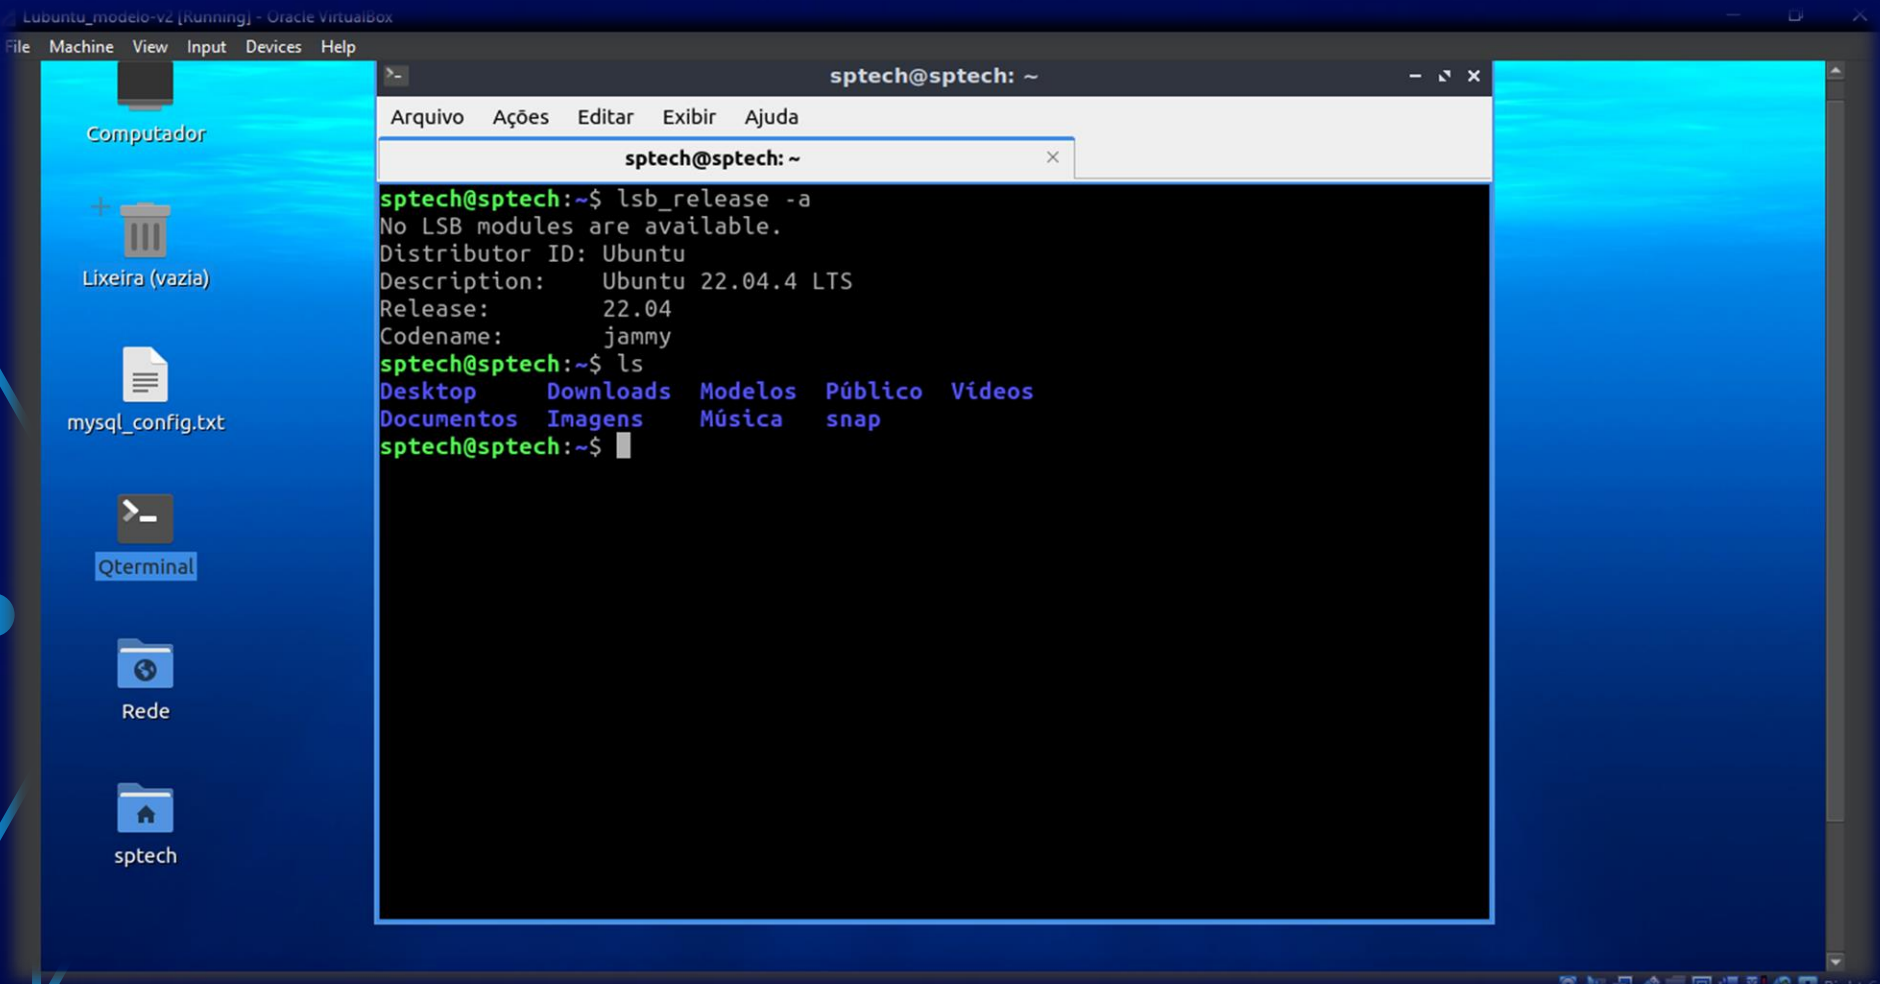 Lubuntu_modelo-v2 [Running] - Oracle VirtualBox
File Machine View Input Devices Help
sptech@sptech: ~
Arquivo Ações Editar Exibir Ajuda
sptech@sptech: ~
sptech@sptech:~$ lsb_release -a
No LSB modules are available.
Distributor ID: Ubuntu
Description: Ubuntu 22.04.4 LTS
Release: 22.04
Codename: jammy
sptech@sptech:~$ ls
Desktop Downloads Modelos Público Vídeos
Documentos Imagens Música snap
sptech@sptech:~$
Computador
Lixeira (vazia)
mysql_config.txt
Qterminal
Rede
sptech